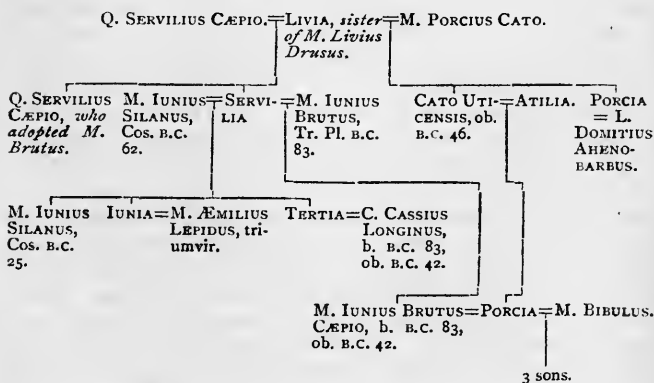 Q. SERVILIUS CÆPIO.=LIVIA, sister=M. PORCIUS CATO.
of M. Livius
Drusus.
Q. SERVILIUS
CÆPIO, who
adopted M.
Brutus.
M. IUNIUS=SERVI-=M. IUNIUS
SILANUS,
Cos. B.C.
62.
LIA
BRUTUS,
Tr. Pl. B.C.
83.
CATO UTI-=ATILIA.
CENSIS, ob.
B.C. 46.
PORCIA
= L.
DOMITIUS
AHENO-
BARBUS.
M. IUNIUS
SILANUS,
Cos. B.C.
25.
IUNIA=M. ÆMILIUS
LEPIDUS, tri-
umvir.
TERTIA=C. CASSIUS
LONGINUS,
b. B.C. 83,
ob. B.C. 42.
M. IUNIUS BRUTUS=PORCIA=M. BIBULUS.
CÆPIO, b. B.C. 83,
ob. B.C. 42.
3 sons.